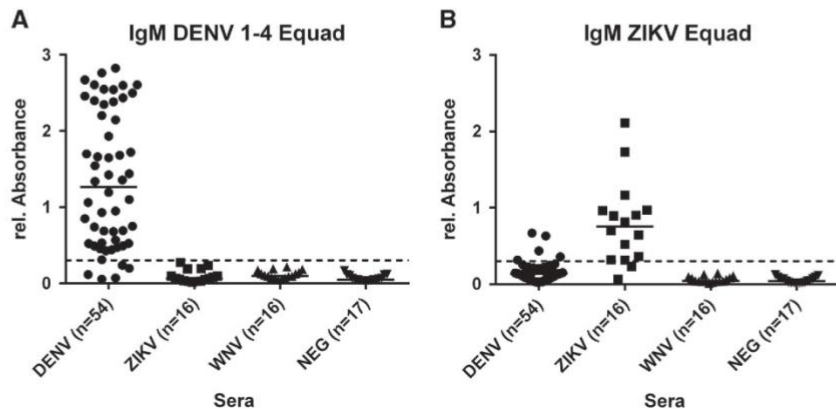 A
IgM DENV 1-4 Equad
rel. Absorbance
3
2
1
0
DENV (n=54)
ZIKV (n=16)
WNV (n=16)
NEG (n=17)
Sera
B
IgM ZIKV Equad
rel. Absorbance
3
2
1
0
DENV (n=54)
ZIKV (n=16)
WNV (n=16)
NEG (n=17)
Sera